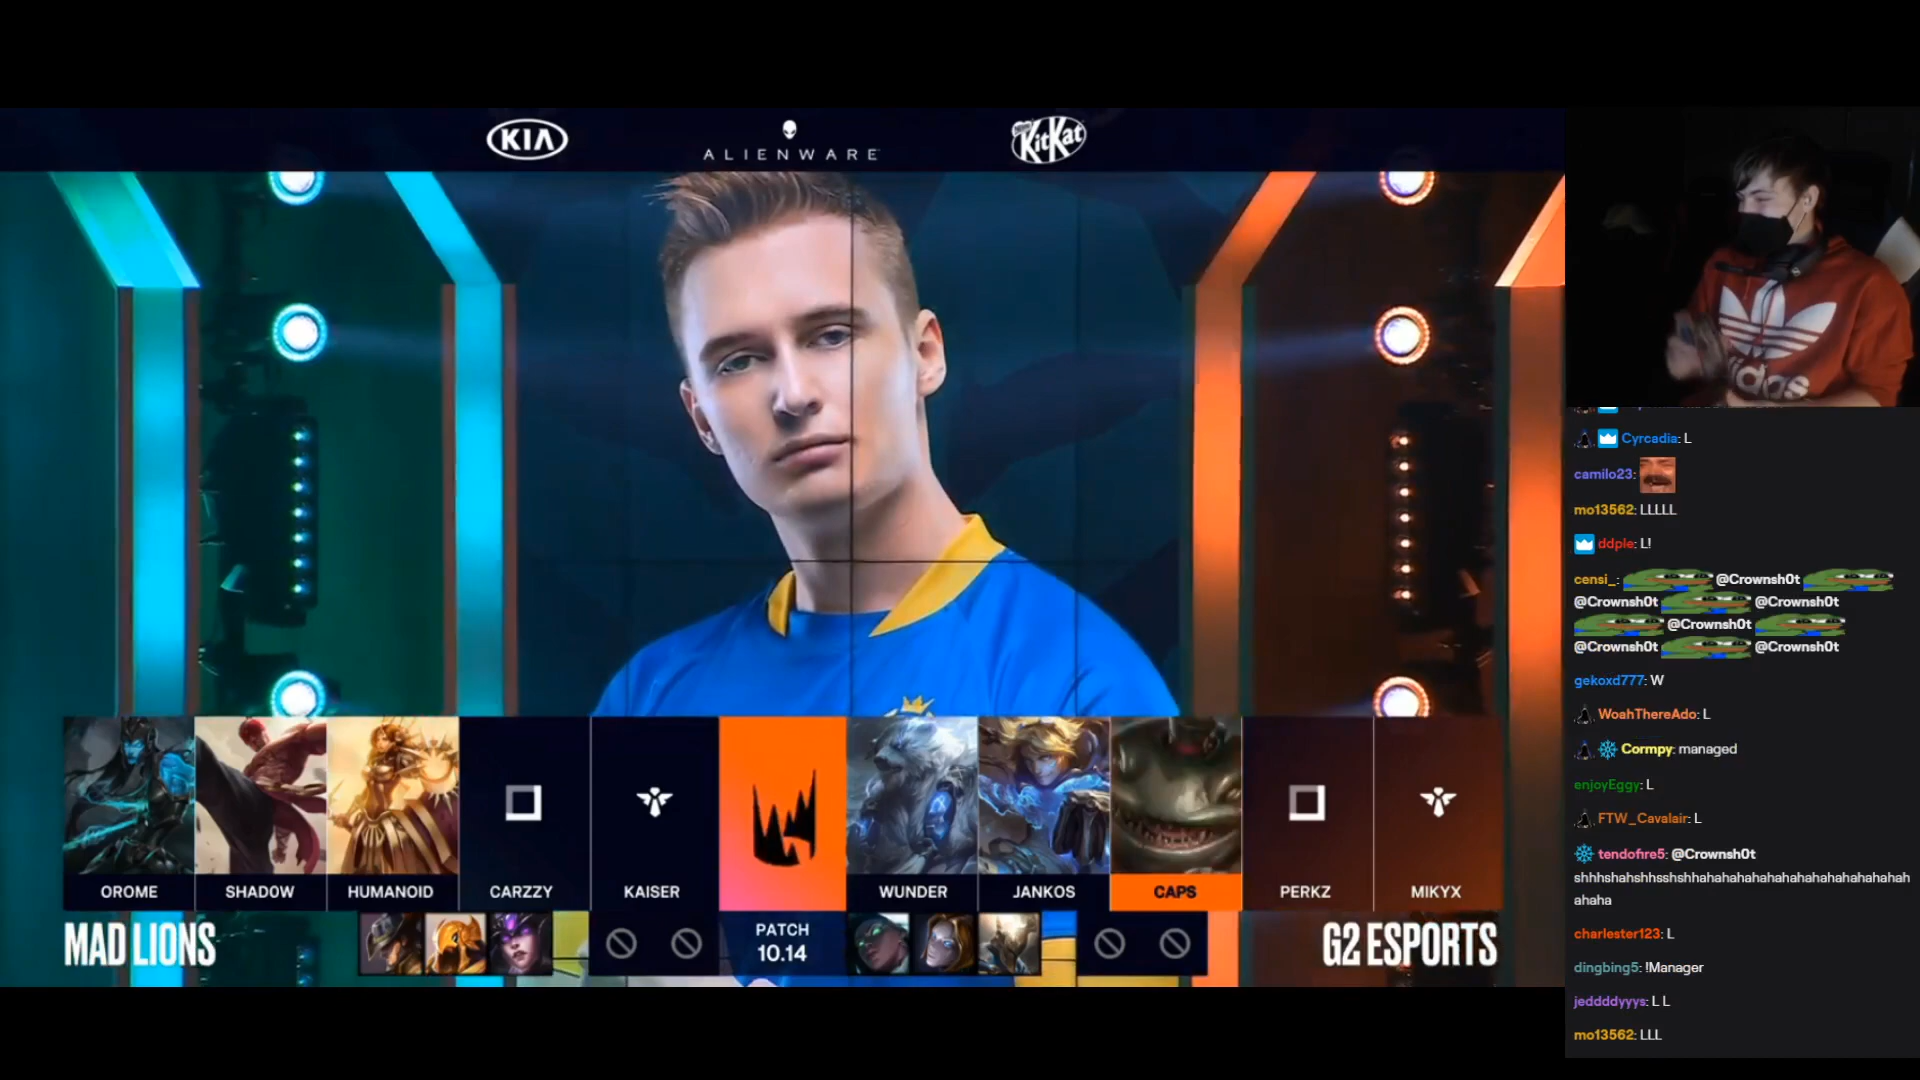 KIA
ALIENWARE
KitKat
OROME
SHAD0W
HUMANOID
CARZZY
KAISER
WUNDER
JANKOS
CAPS
PERKZ
MIKYX
MAD LIONS
PATCH
10.14
G2 ESPORTS
adidas
Cyrcadia: L
camilo23:
mo13562: LLLLL
ddple: L!
censi_: @Crownsh0t
@Crownsh0t @Crownsh0t
@Crownsh0t
@Crownsh0t @Crownsh0t
gekoxd777: W
WoahThereAdo: L
Cormpy: managed
enjoyEggy: L
FTW_Cavalair: L
tendofire5: @Crownsh0t
shhhshahshhsshshhahahahahahahahahahahahahah
ahaha
charlester123: L
dingbing5: !Manager
jeddddyyys: L L
mo13562: LLL